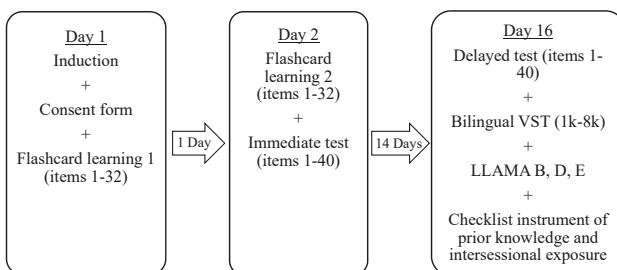 Day 1
Induction
+
Consent form
+
Flashcard learning 1
(items 1-32)
1 Day
Day 2
Flashcard
learning 2
(items 1-32)
+
Immediate test
(items 1-40)
14 Days
Day 16
Delayed test (items 1-
40)
+
Bilingual VST (1k-8k)
+
LLAMA B, D, E
+
Checklist instrument of
prior knowledge and
intersessional exposure